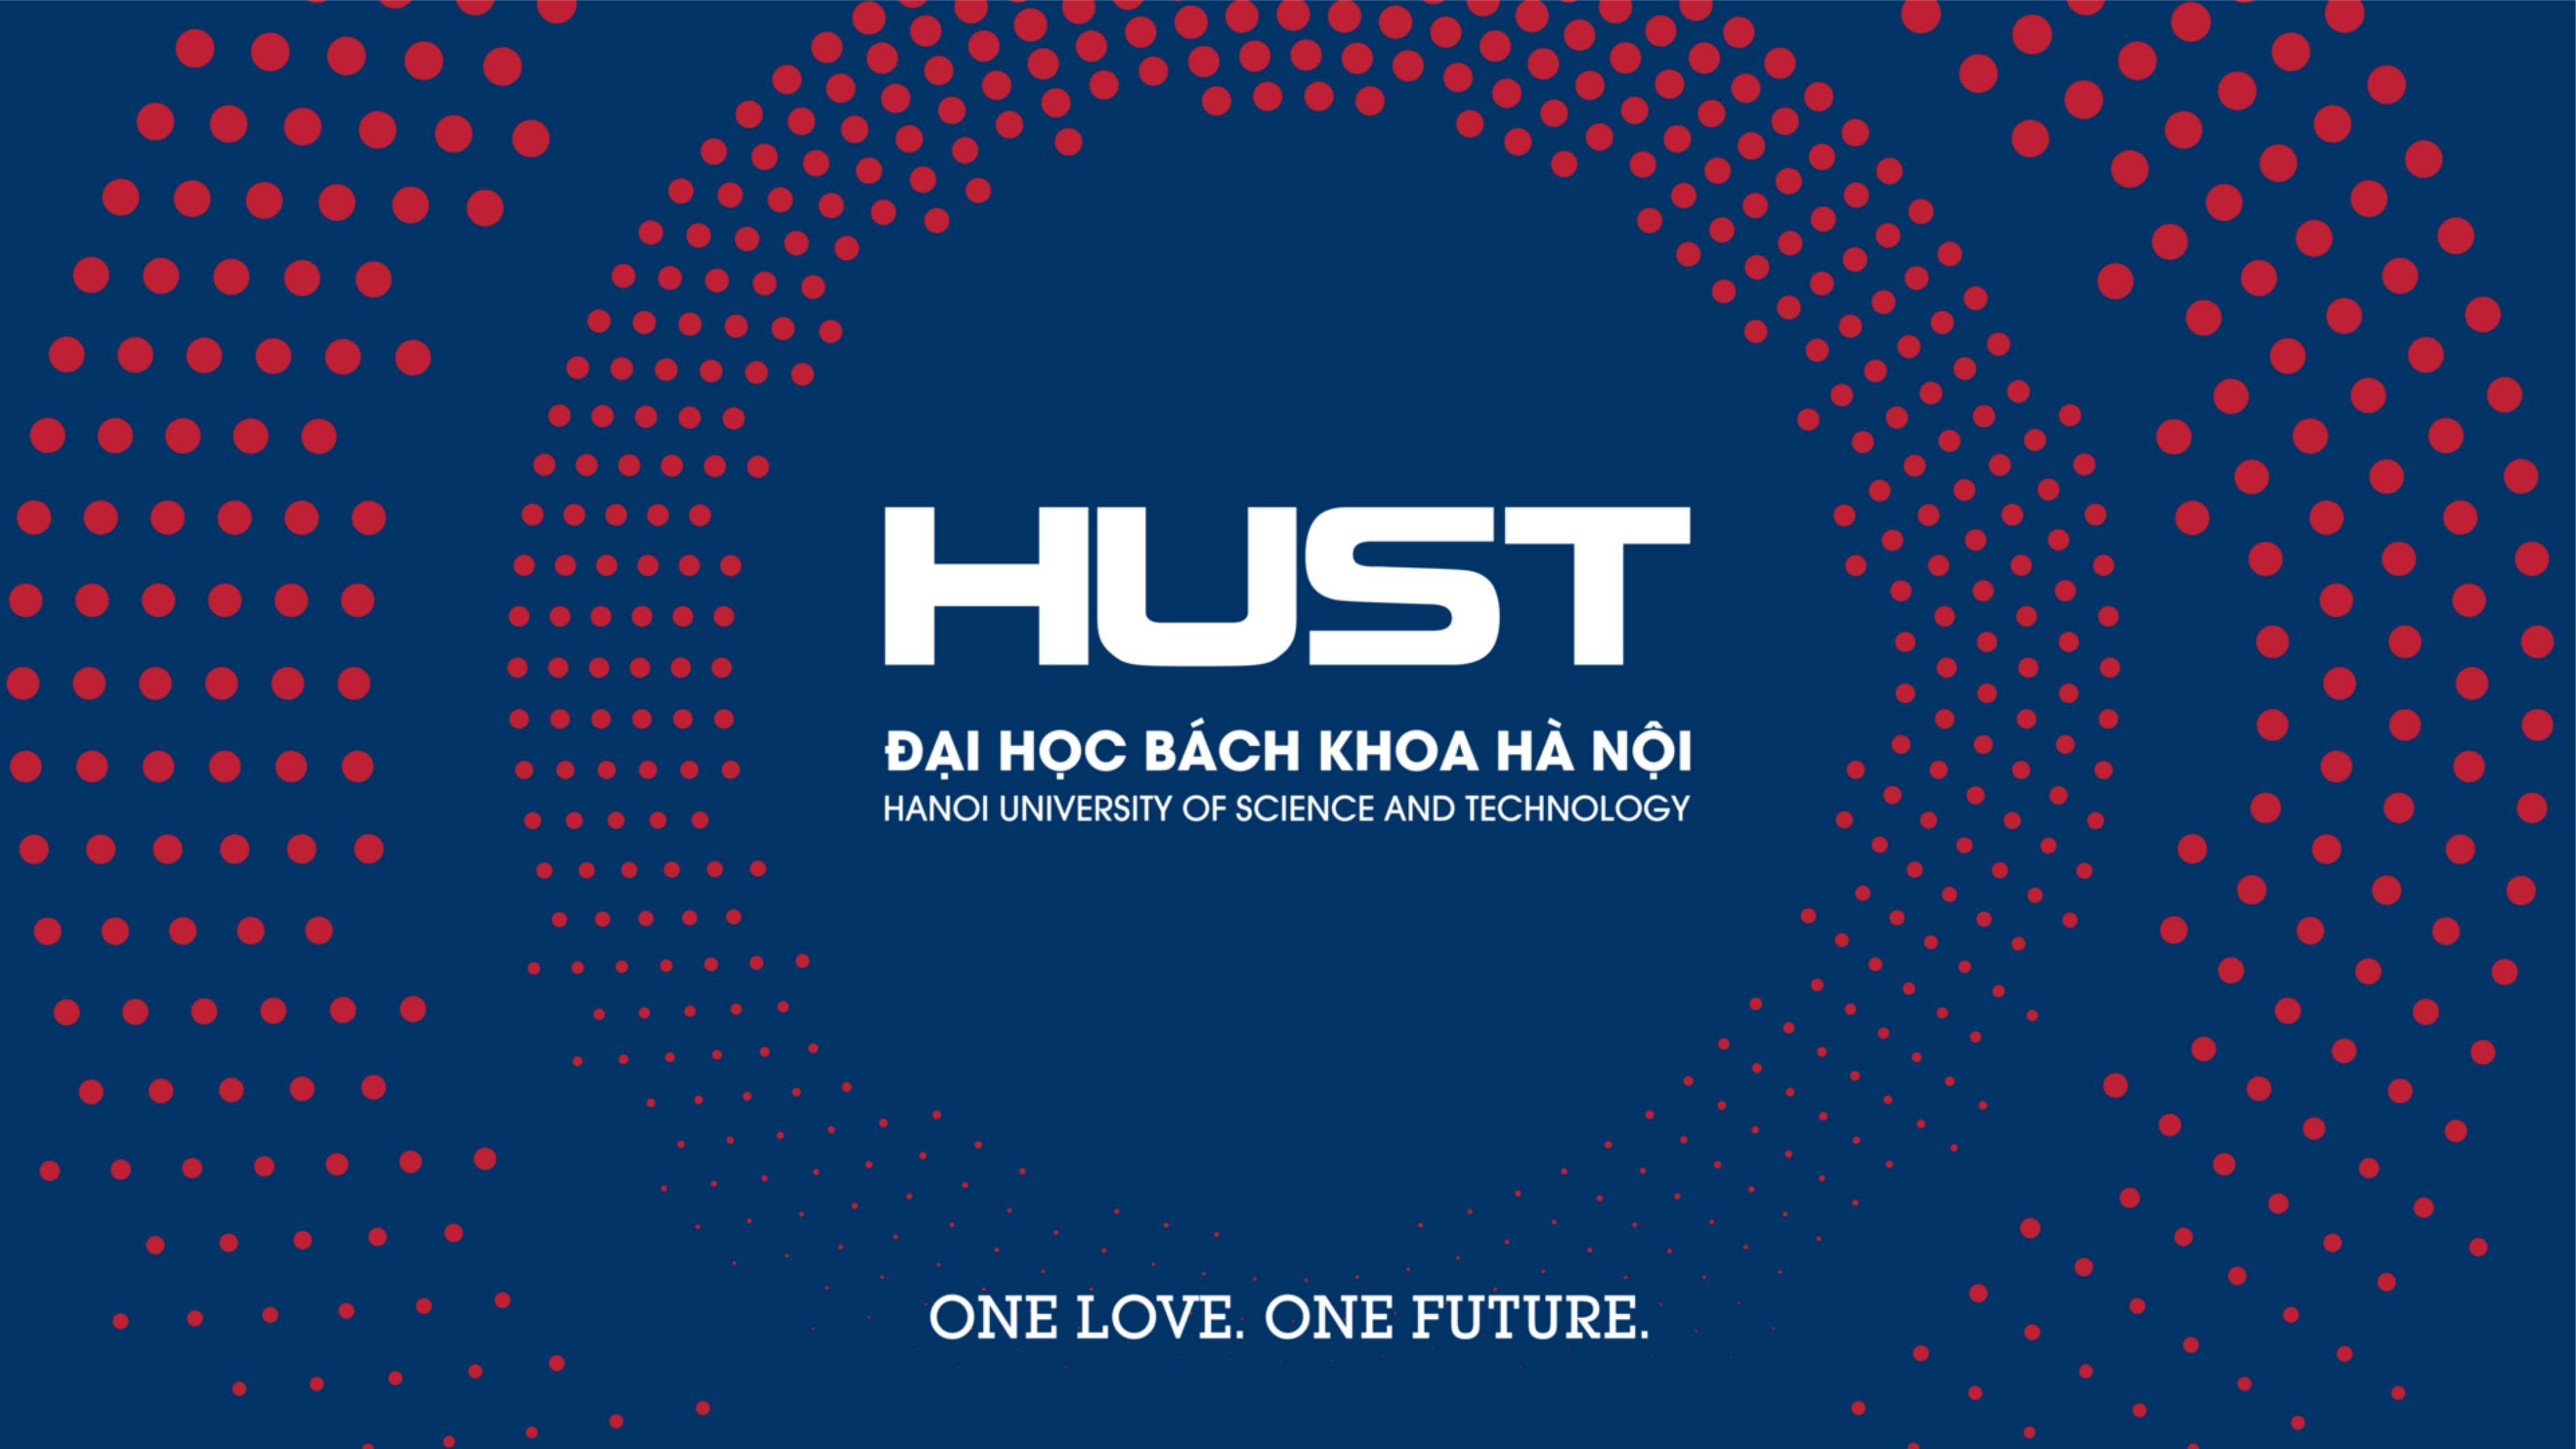 HUST
ĐẠI HỌC BÁCH KHOA HÀ NỘI
HANOI UNIVERSITY OF SCIENCE AND TECHNOLOGY
ONE LOVE. ONE FUTURE.